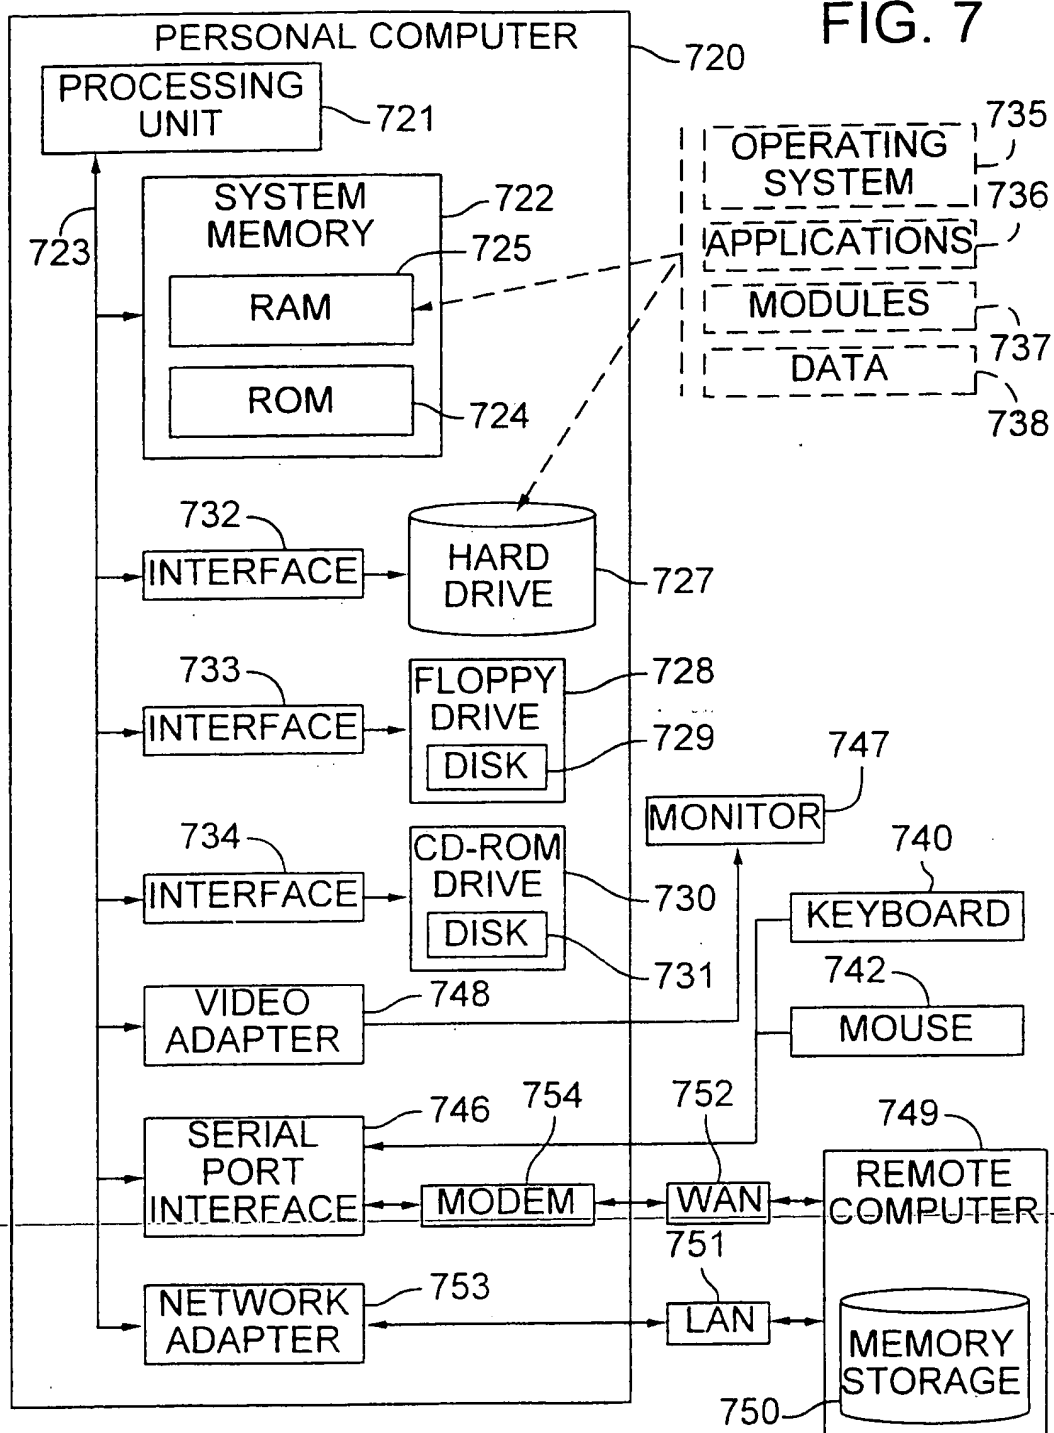 FIG. 7
PERSONAL COMPUTER
720
PROCESSING
UNIT
721
723
SYSTEM
MEMORY
722
725
RAM
ROM
724
OPERATING
SYSTEM
735
736
APPLICATIONS
MODULES
737
DATA
738
732
INTERFACE
HARD
DRIVE
727
733
INTERFACE
FLOPPY
DRIVE
728
DISK
729
734
INTERFACE
CD-ROM
DRIVE
730
DISK
731
747
MONITOR
740
KEYBOARD
742
MOUSE
VIDEO
ADAPTER
748
746
SERIAL
PORT
INTERFACE
754
MODEM
752
WAN
749
REMOTE
COMPUTER
753
NETWORK
ADAPTER
751
LAN
MEMORY
STORAGE
750